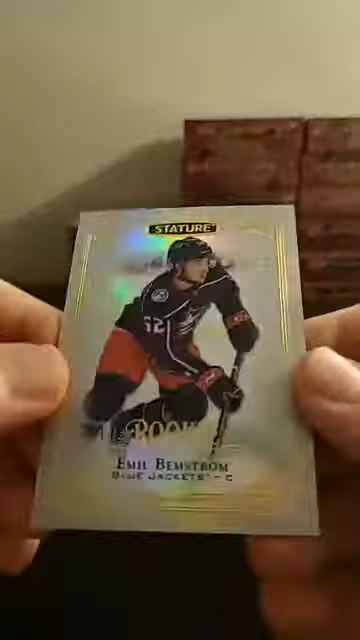 STATURE
52
ROOKIE
EMIL BEMSTROM
BLUE JACKETS - C